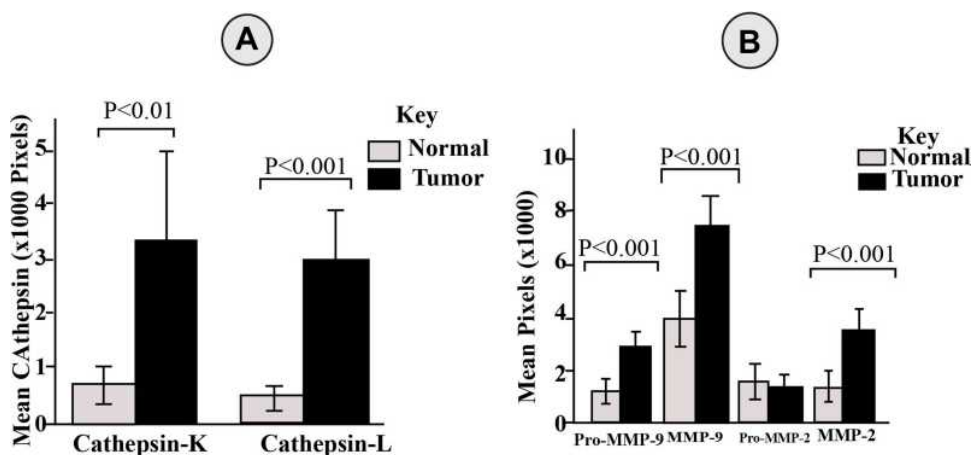 A
P<0.01
Key
Normal
Tumor
P<0.001
Mean CAthepsin (x1000 Pixels)
5
4
3
2
1
0
Cathepsin-K
Cathepsin-L
B
Key
Normal
Tumor
P<0.001
P<0.001
P<0.001
Mean Pixels (x1000)
10
8
6
4
2
0
Pro-MMP-9
MMP-9
Pro-MMP-2
MMP-2